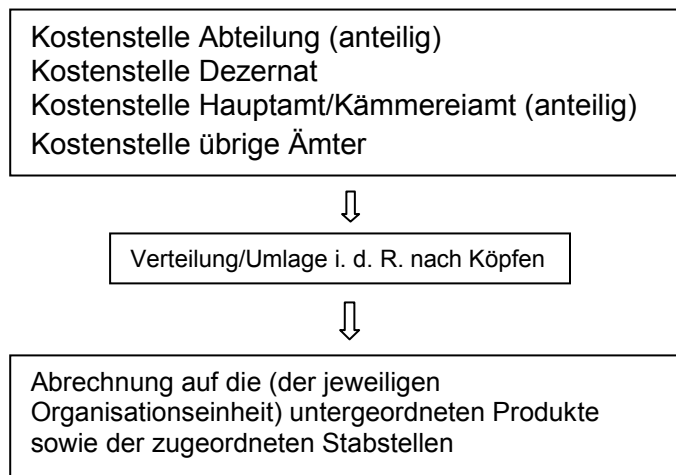 Kostenstelle Abteilung (anteilig)
Kostenstelle Dezernat
Kostenstelle Hauptamt/Kämmereiamt (anteilig)
Kostenstelle übrige Ämter
Verteilung/Umlage i. d. R. nach Köpfen
Abrechnung auf die (der jeweiligen
Organisationseinheit) untergeordneten Produkte
sowie der zugeordneten Stabstellen